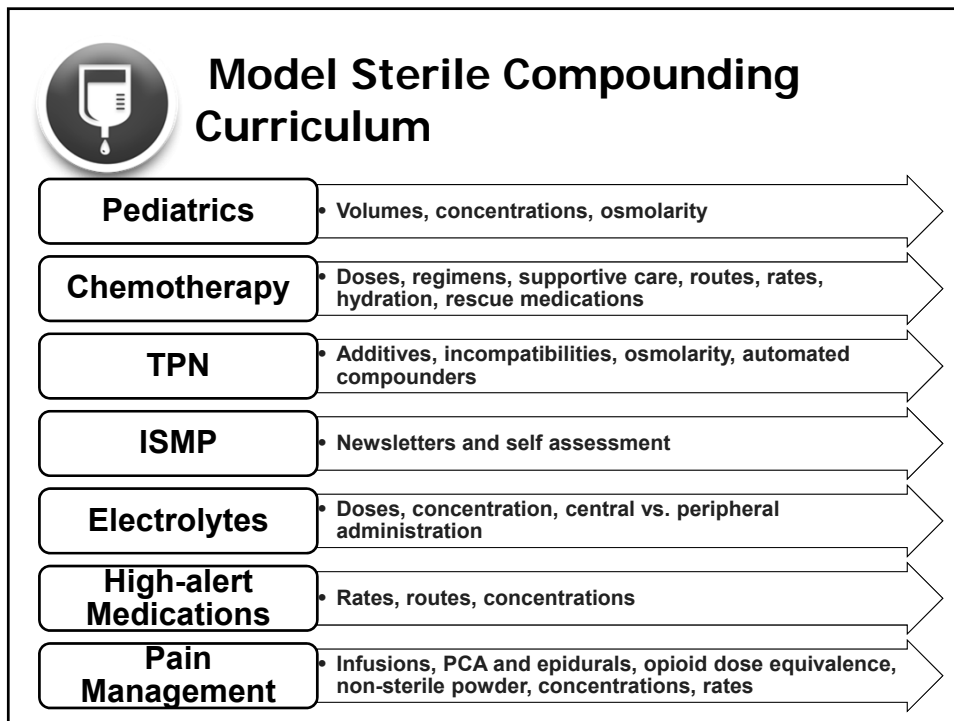 Model Sterile Compounding
Curriculum
Pediatrics
• Volumes, concentrations, osmolarity
Chemotherapy
• Doses, regimens, supportive care, routes, rates,
hydration, rescue medications
TPN
• Additives, incompatibilities, osmolarity, automated
compounders
ISMP
• Newsletters and self assessment
Electrolytes
• Doses, concentration, central vs. peripheral
administration
High-alert
Medications
• Rates, routes, concentrations
Pain
Management
• Infusions, PCA and epidurals, opioid dose equivalence,
non-sterile powder, concentrations, rates